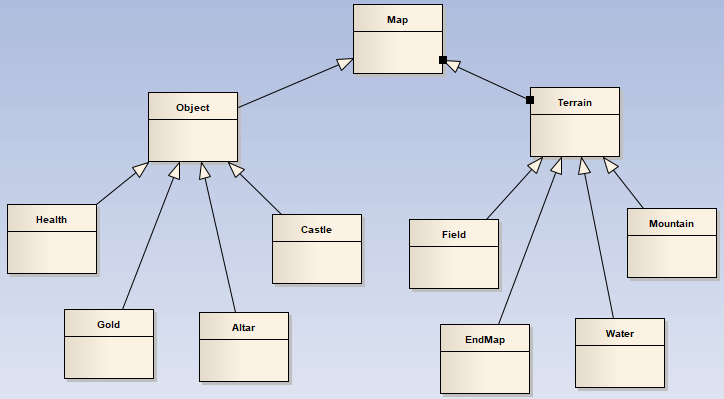 Map
Object
Terrain
Health
Castle
Field
Mountain
Gold
Altar
EndMap
Water